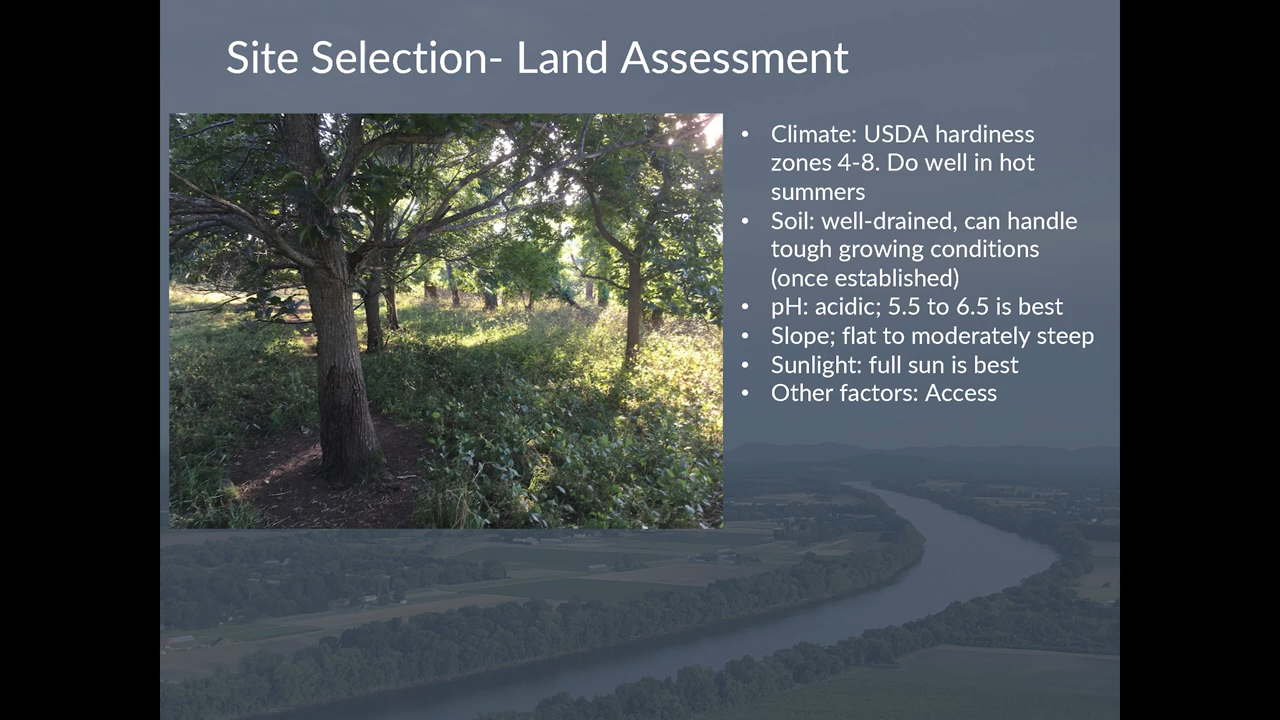 Site Selection- Land Assessment
• Climate: USDA hardiness
zones 4-8. Do well in hot
summers
• Soil: well-drained, can handle
tough growing conditions
(once established)
• pH: acidic; 5.5 to 6.5 is best
• Slope; flat to moderately steep
• Sunlight: full sun is best
• Other factors: Access